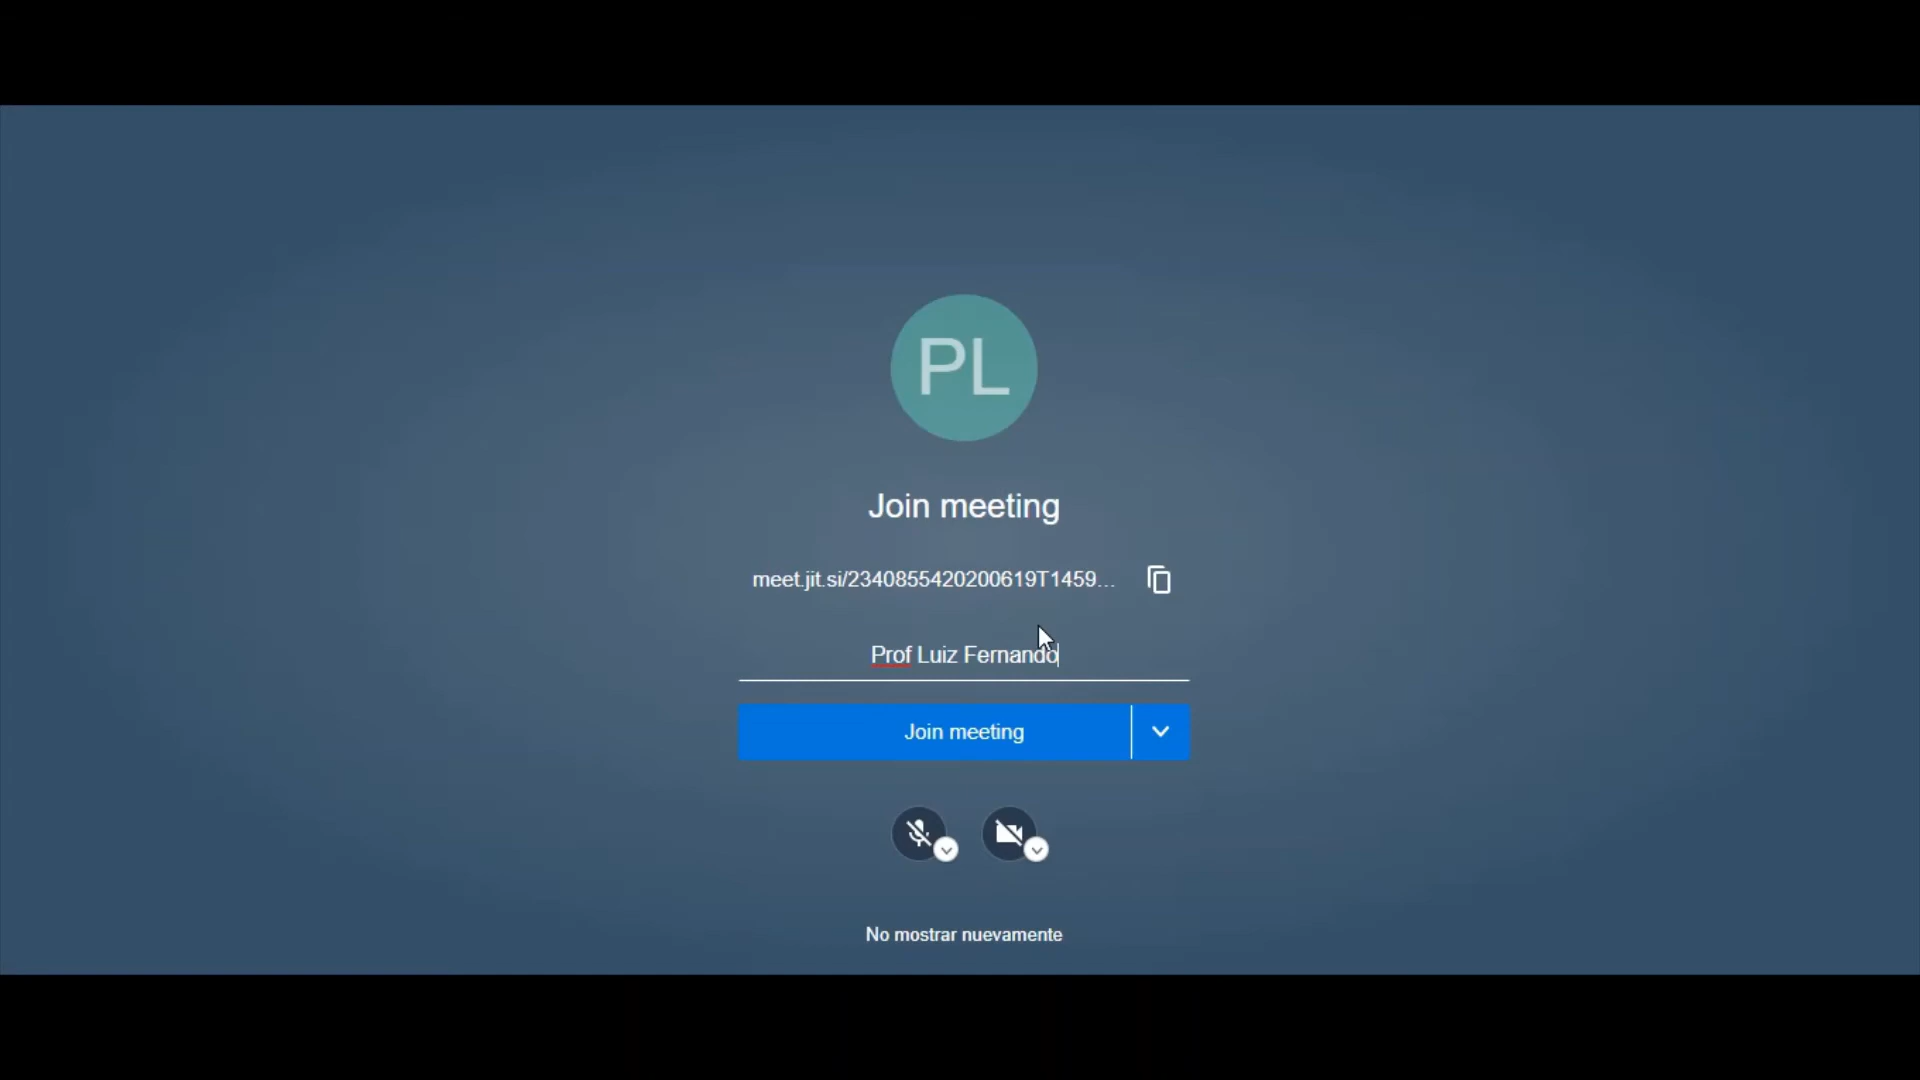 PL
Join meeting
meet.jit.si/2340855420200619T1459...
Prof Luiz Fernando
Join meeting
No mostrar nuevamente